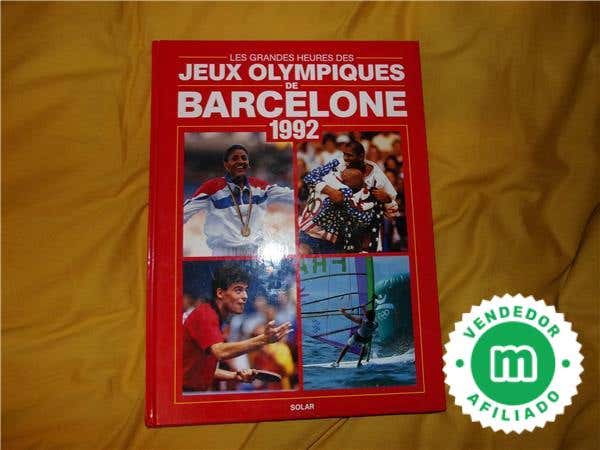 LES GRANDES HEURES DES
JEUX OLYMPIQUES
DE
BARCELONE
1992
SOLAR
VENDEDOR
m
AFILIADO